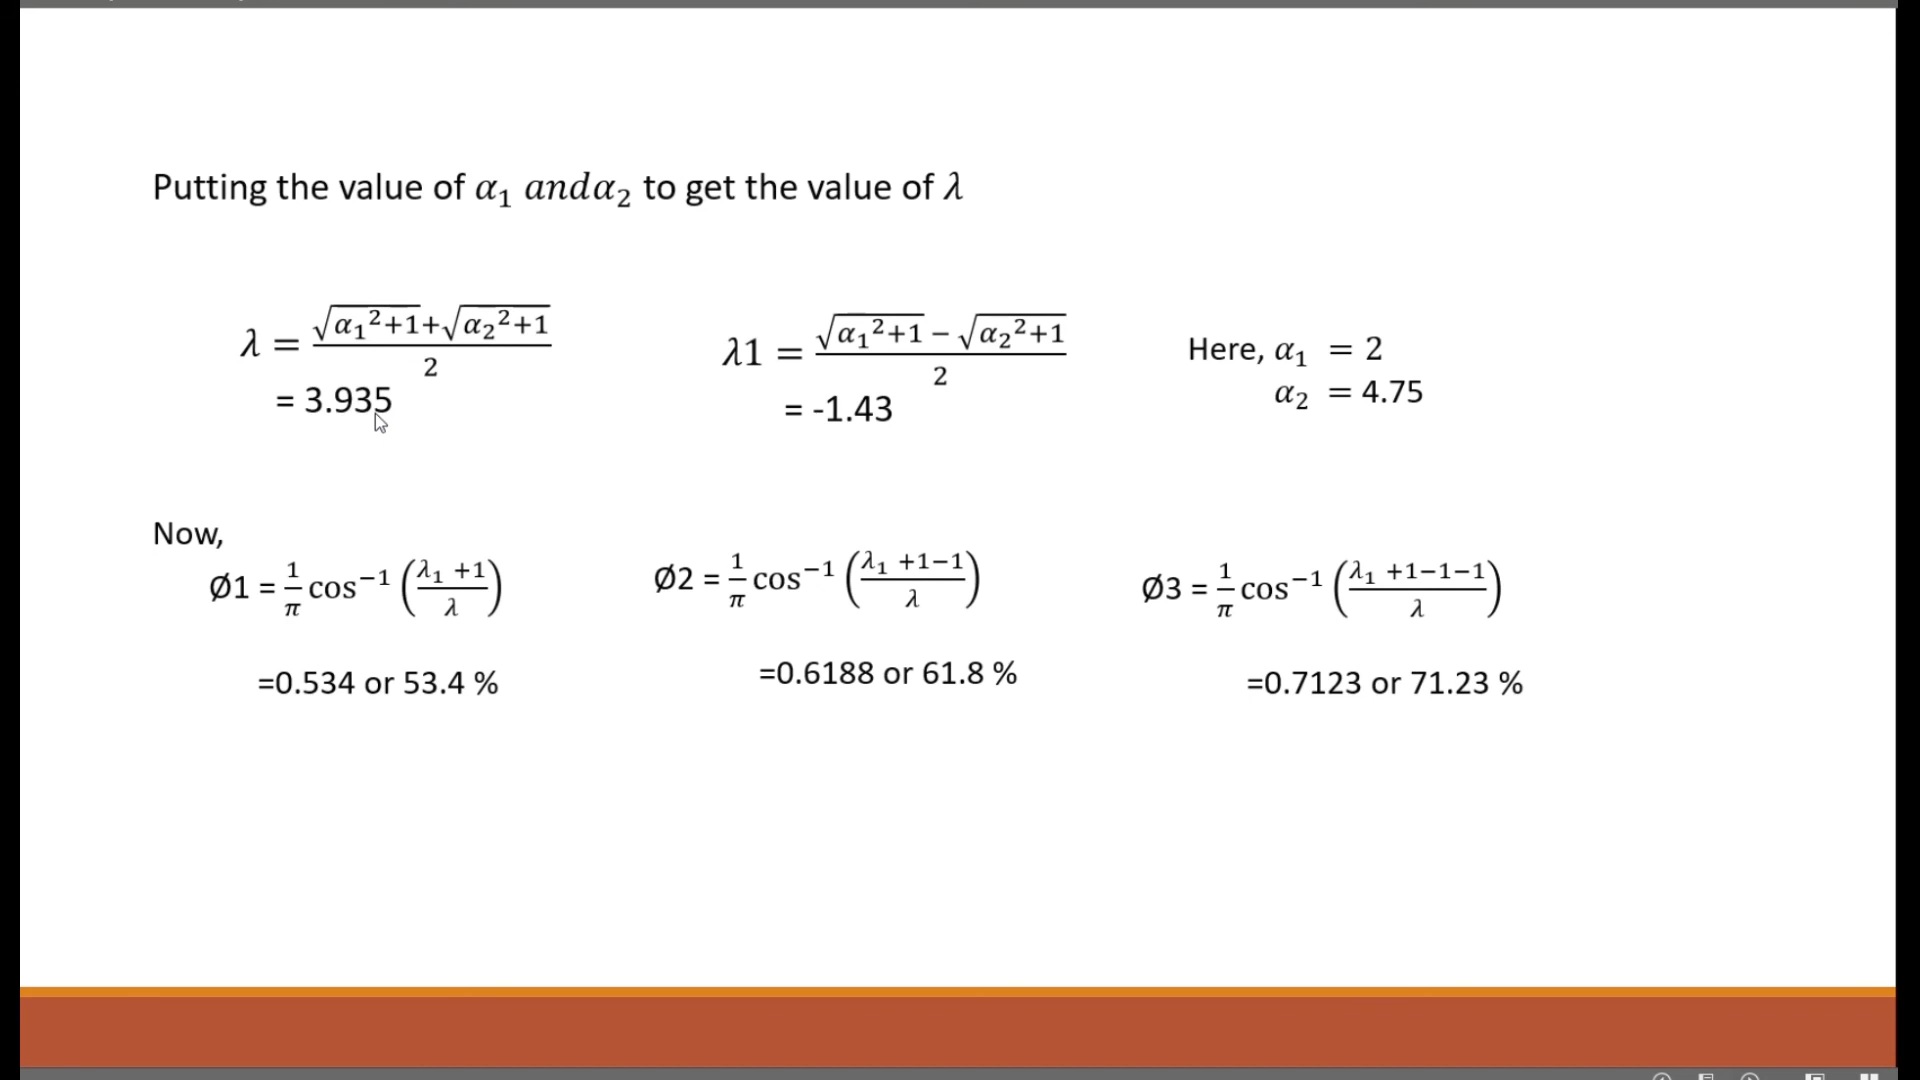 Putting the value of α₁ andα₂ to get the value of λ
λ = (√(α₁²+1)+√(α₂²+1))/2
= 3.935
λ1 = (√(α₁²+1) − √(α₂²+1))/2
= -1.43
Here, α₁ = 2
α₂ = 4.75
Now,
Ø1 = 1/π cos⁻¹ ((λ₁ +1)/λ)
=0.534 or 53.4 %
Ø2 = 1/π cos⁻¹ ((λ₁ +1−1)/λ)
=0.6188 or 61.8 %
Ø3 = 1/π cos⁻¹ ((λ₁ +1−1−1)/λ)
=0.7123 or 71.23 %